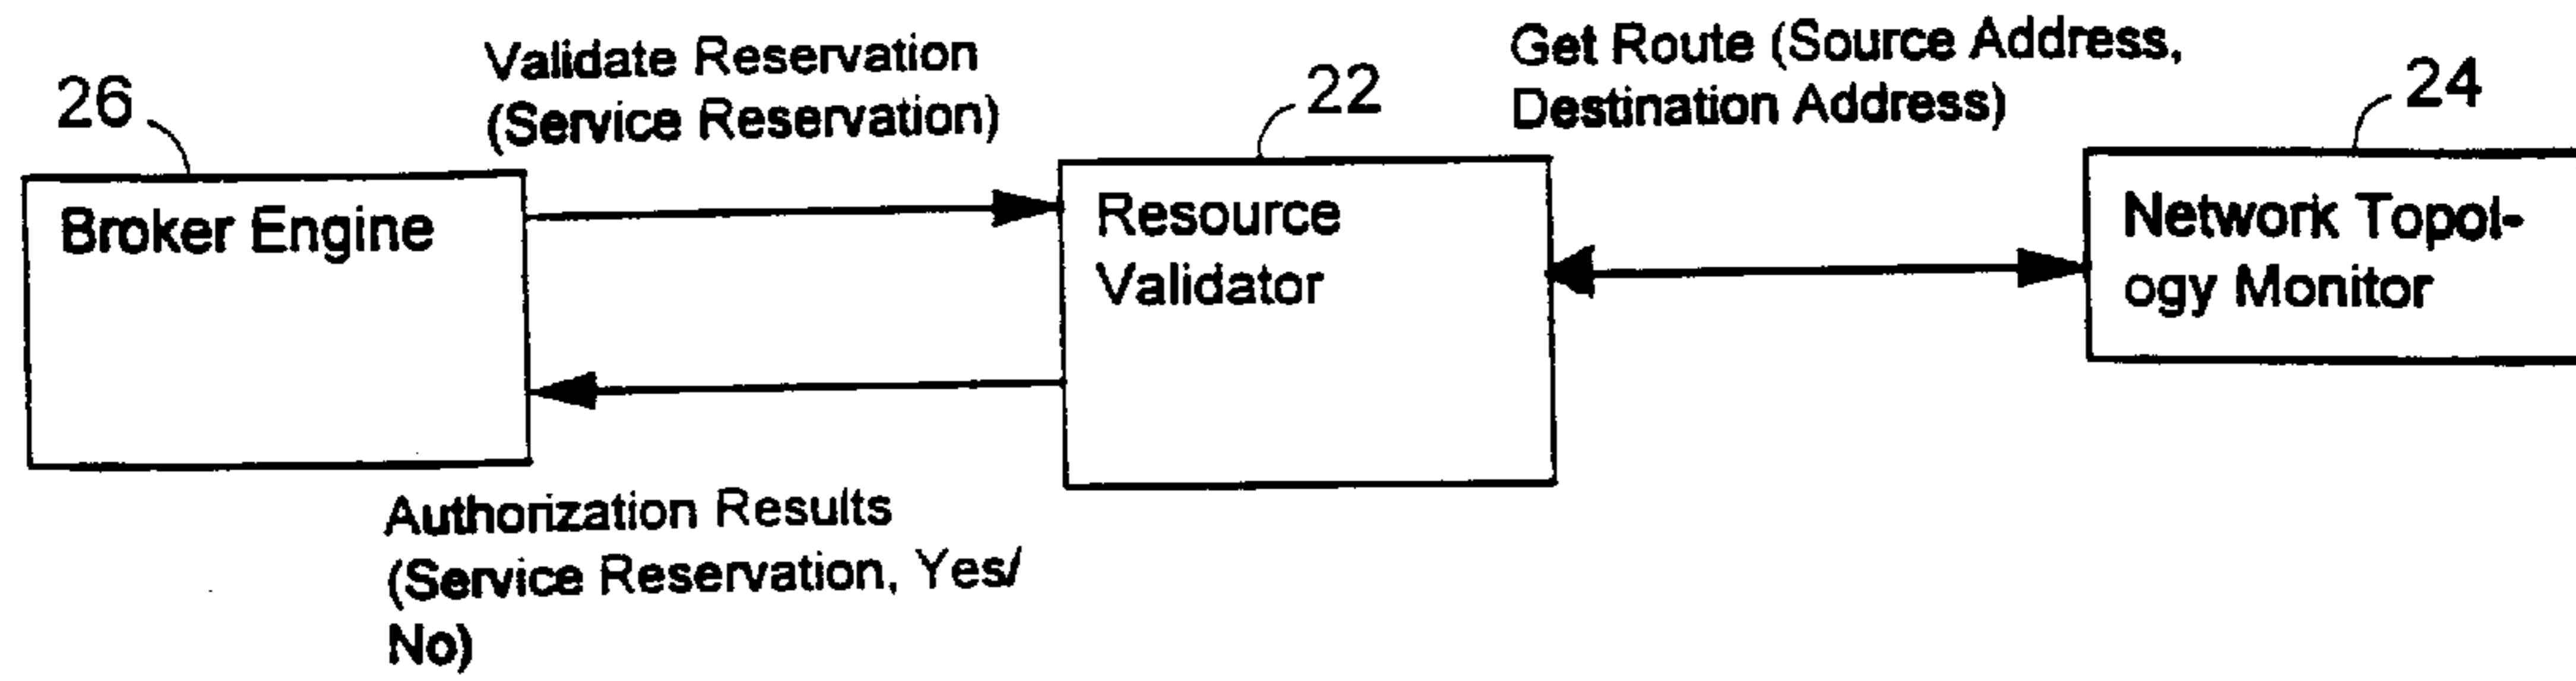 26
Validate Reservation
(Service Reservation)
22
Get Route (Source Address,
Destination Address)
24
Broker Engine
Resource
Validator
Network Topol-
ogy Monitor
Authorization Results
(Service Reservation, Yes/
No)